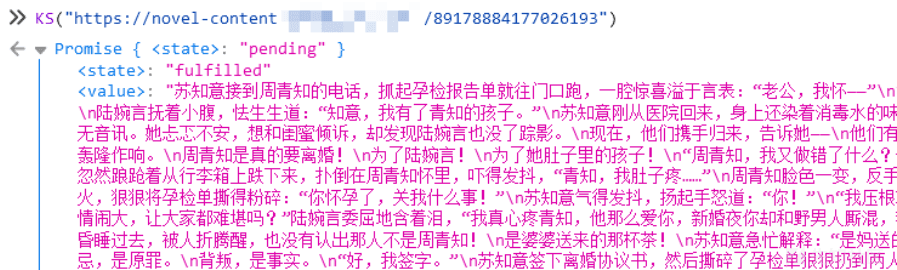 KS("https://novel-content /89178884177026193")
Promise { <state>: "pending" }
<state>: "fulfilled"
<value>: "苏知意接到周青知的电话，抓起孕检报告单就往门口跑，一腔惊喜溢于言表：“老公，我怀——”\n
\n陆婉言抚着小腹，怯生生道：“知意，我有了青知的孩子。”\n苏知意刚从医院回来，身上还染着消毒水的味
无音讯。她忐忑不安，想和闺蜜倾诉，却发现陆婉言也没了踪影。\n现在，他们携手归来，告诉她——\n他们有
轰隆作响。\n周青知是真的要离婚！\n为了陆婉言！\n为了她肚子里的孩子！\n“周青知，我又做错了什么？
忽然踉跄着从行李箱上跌下来，扑倒在周青知怀里，吓得发抖，“青知，我肚子疼……”\n周青知脸色一变，反手
火，狠狠将孕检单撕得粉碎：“你怀孕了，关我什么事！”\n苏知意气得发抖，扬起手怒道：“你！”\n“我压根
情闹大，让大家都难堪吗？”陆婉言委屈地含着泪，“我真心疼青知，他那么爱你，新婚夜你却和野男人厮混，
昏睡过去，被人折腾醒，也没有认出那人不是周青知！\n是婆婆送来的那杯茶！\n苏知意急忙解释：“是妈送的
忌，是原罪。\n背叛，是事实。\n“好，我签字。”\n苏知意签下离婚协议书，然后撕碎了孕单狠狠扔到两人